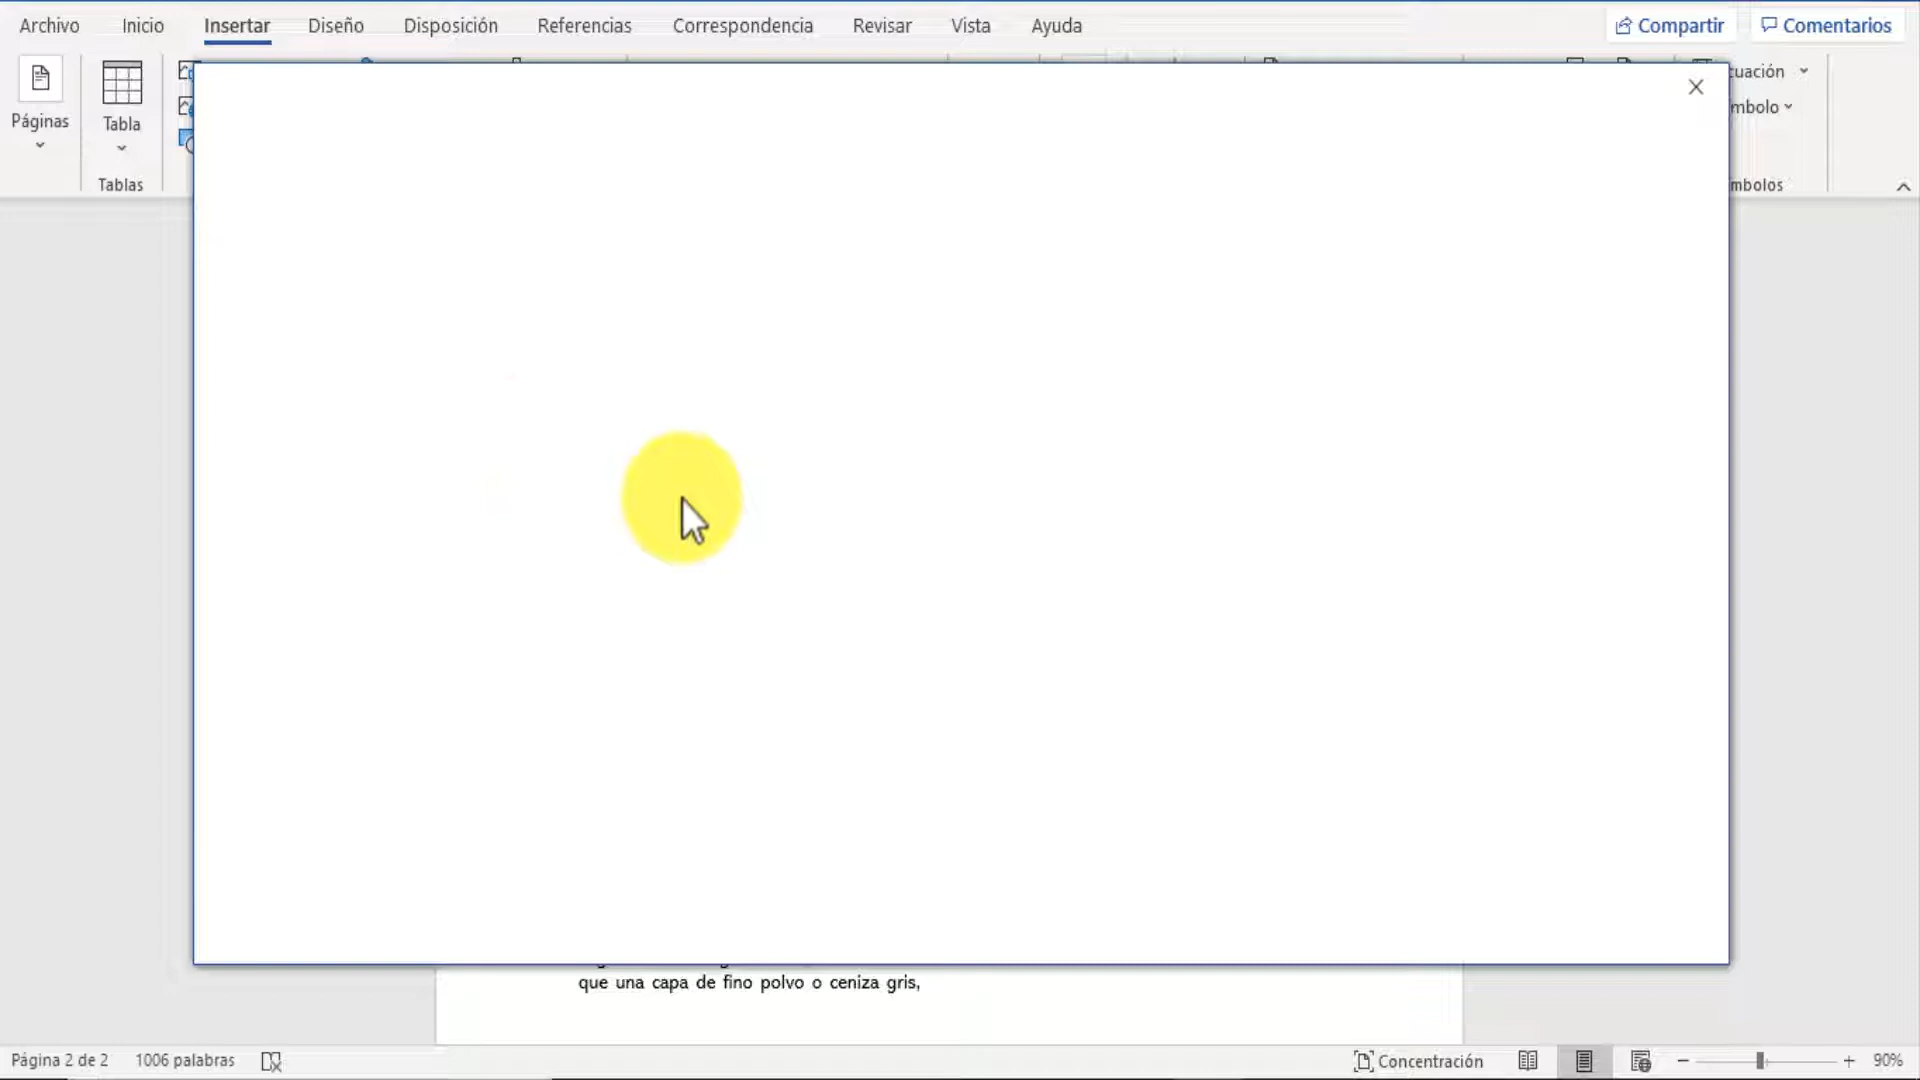 Archivo Inicio Insertar Diseño Disposición Referencias Correspondencia Revisar Vista Ayuda Compartir Comentarios
Páginas
Tabla
Tablas
cuación
mbolo
mbolos
que una capa de fino polvo o ceniza gris,
Página 2 de 2 1006 palabras Concentración 90%